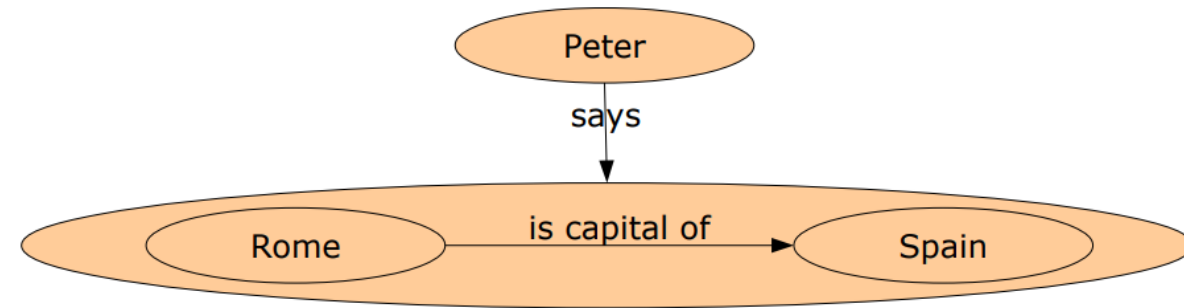 Peter
says
is capital of
Rome
Spain